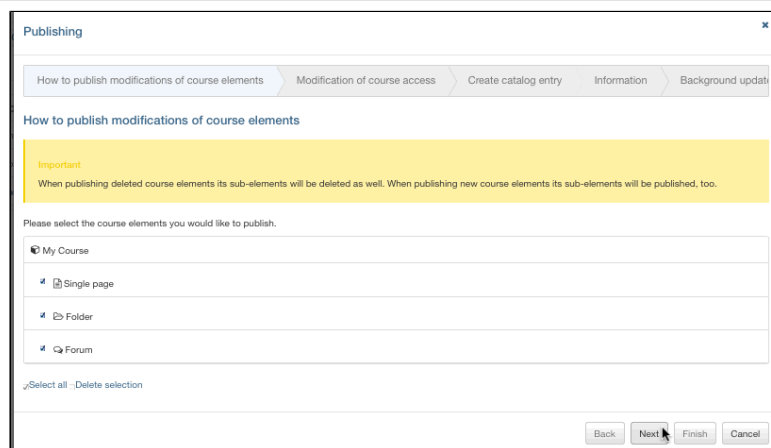 Publishing
How to publish modifications of course elements
Modification of course access
Create catalog entry
Information
Background update
How to publish modifications of course elements
Important
When publishing deleted course elements its sub-elements will be deleted as well. When publishing new course elements its sub-elements will be published, too.
Please select the course elements you would like to publish.
My Course
Single page
Folder
Forum
Select all Delete selection
Back Next Finish Cancel